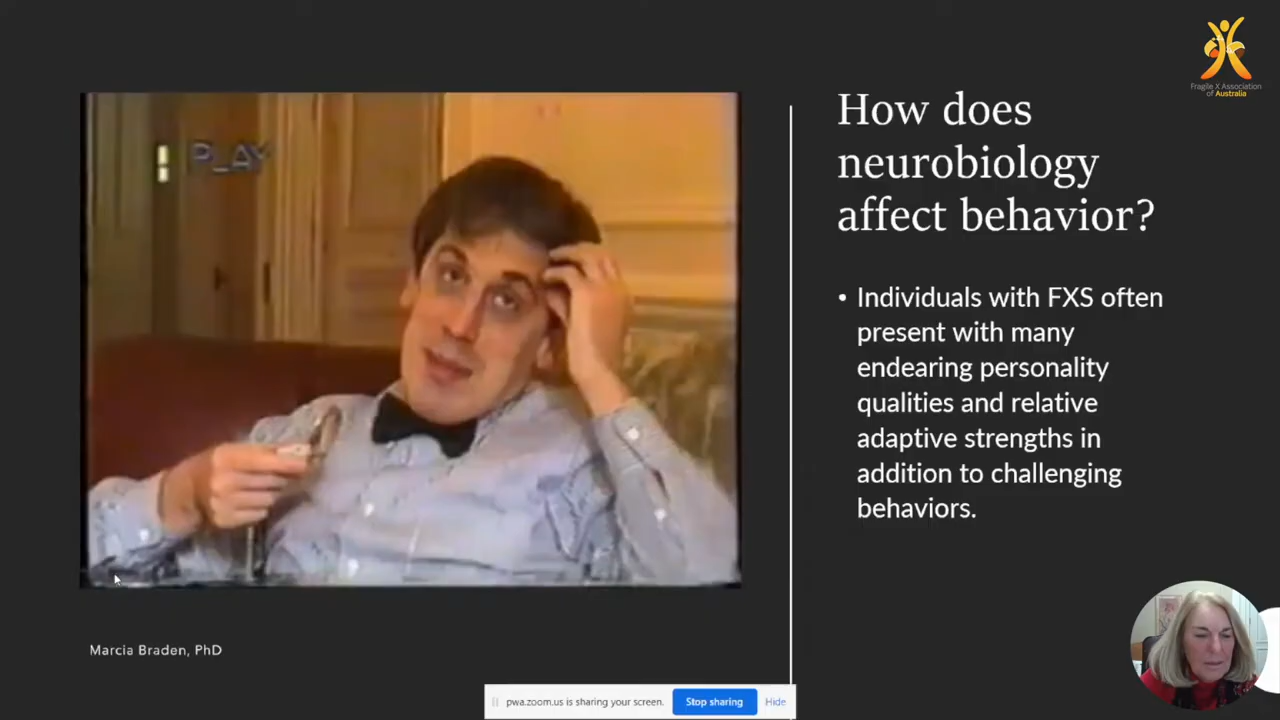 Fragile X Association
of Australia
PLAY
How does
neurobiology
affect behavior?
• Individuals with FXS often
present with many
endearing personality
qualities and relative
adaptive strengths in
addition to challenging
behaviors.
Marcia Braden, PhD
pwa.zoom.us is sharing your screen.
Stop sharing
Hide